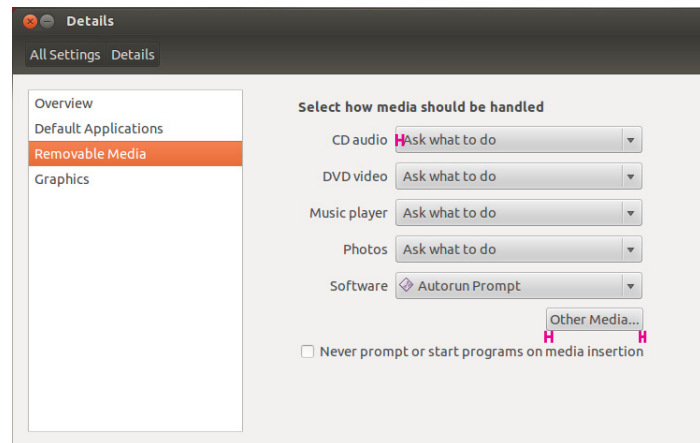 Details
All Settings Details
Overview
Default Applications
Removable Media
Graphics
Select how media should be handled
CD audio Ask what to do
DVD video Ask what to do
Music player Ask what to do
Photos Ask what to do
Software Autorun Prompt
Other Media...
Never prompt or start programs on media insertion